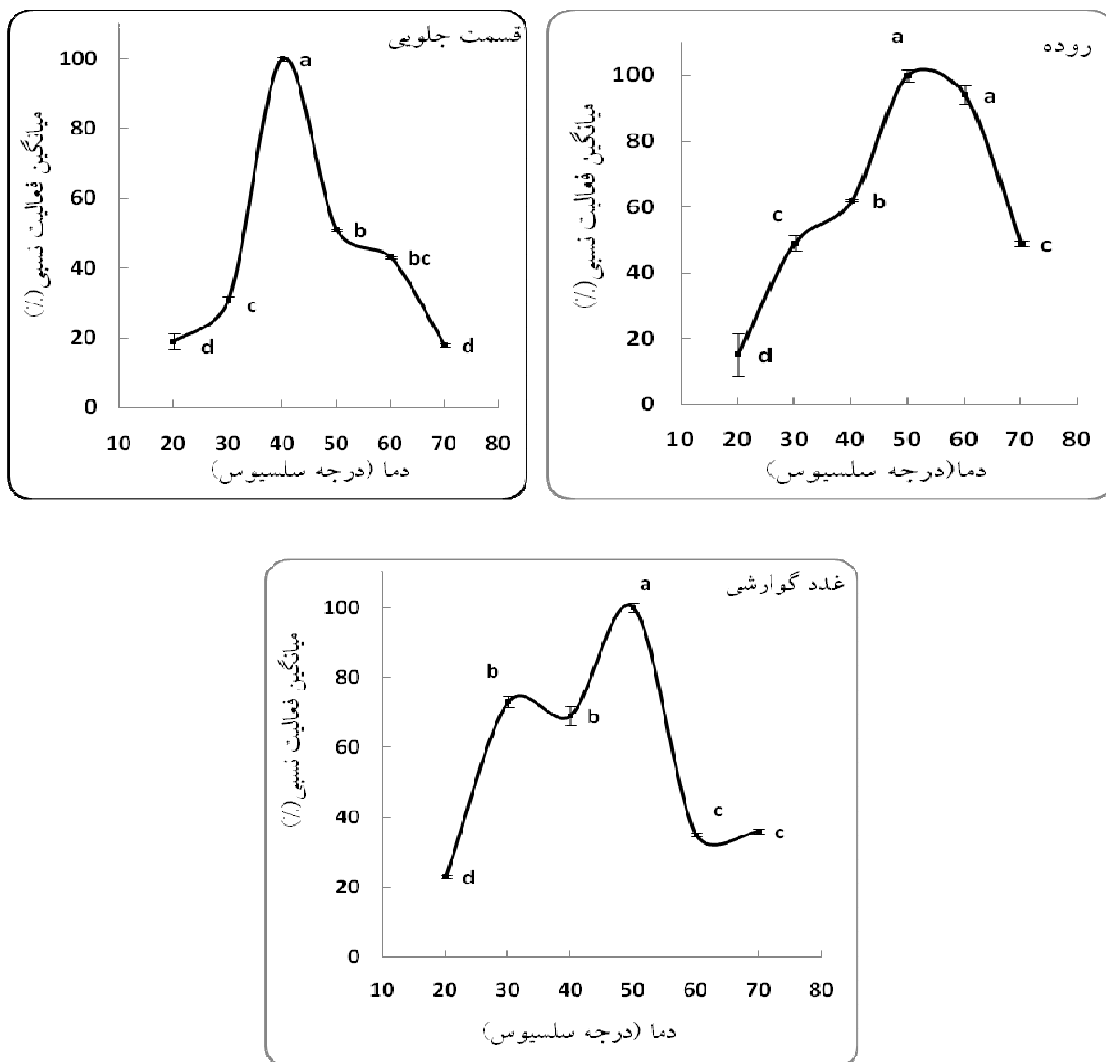 قسمت جلویی
میانگین فعالیت نسبی(٪)
100
80
60
40
20
0
a
b
bc
c
d
d
10 20 30 40 50 60 70 80
دما (درجه سلسیوس)
روده
میانگین فعالیت نسبی(٪)
100
80
60
40
20
0
a
a
b
c
c
d
10 20 30 40 50 60 70 80
دما(درجه سلسیوس)
غدد گوارشی
میانگین فعالیت نسبی(٪)
100
80
60
40
20
0
a
b
b
c
c
d
10 20 30 40 50 60 70 80
دما (درجه سلسیوس)